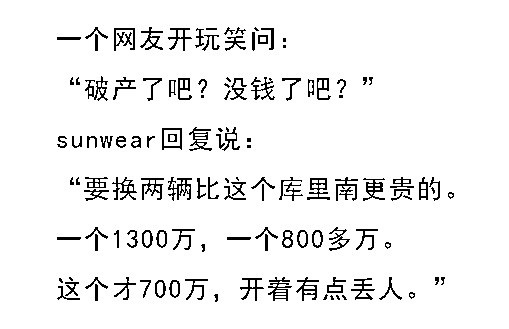 一个网友开玩笑问：
“破产了吧？没钱了吧？”
sunwear回复说：
“要换两辆比这个库里南更贵的。
一个1300万，一个800多万。
这个才700万，开着有点丢人。”